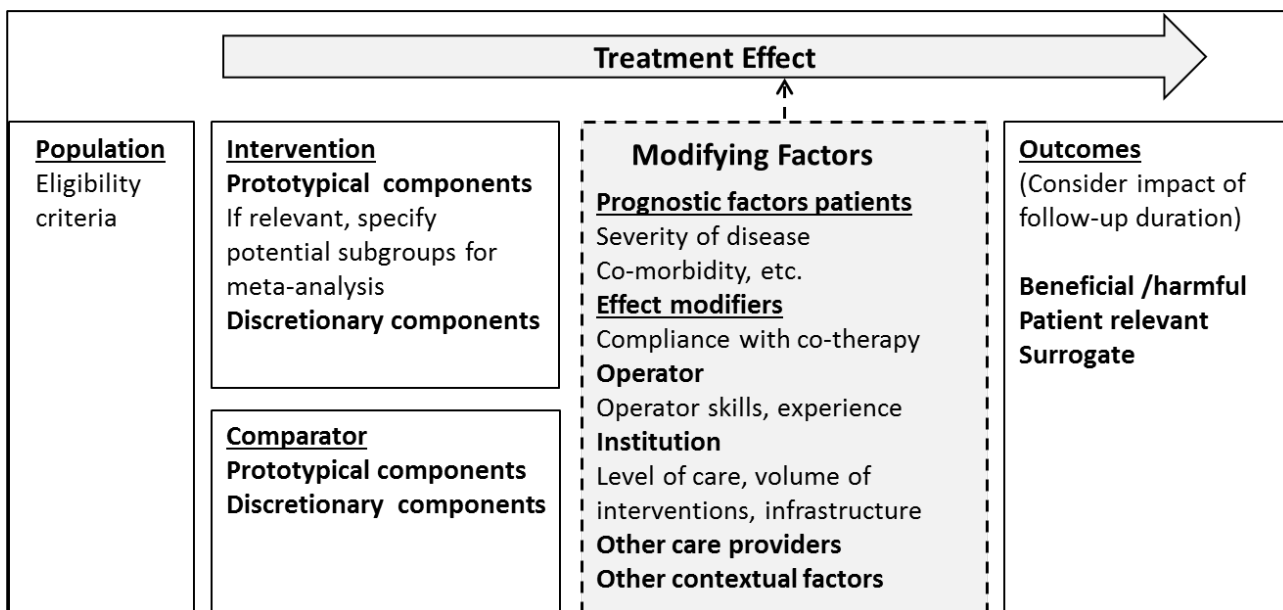 Treatment Effect
Population
Eligibility
criteria
Intervention
Prototypical components
If relevant, specify
potential subgroups for
meta-analysis
Discretionary components
Comparator
Prototypical components
Discretionary components
Modifying Factors
Prognostic factors patients
Severity of disease
Co-morbidity, etc.
Effect modifiers
Compliance with co-therapy
Operator
Operator skills, experience
Institution
Level of care, volume of
interventions, infrastructure
Other care providers
Other contextual factors
Outcomes
(Consider impact of
follow-up duration)
Beneficial /harmful
Patient relevant
Surrogate